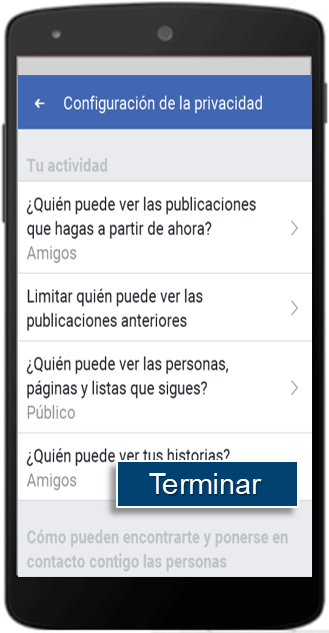 Configuración de la privacidad
Tu actividad
¿Quién puede ver las publicaciones
que hagas a partir de ahora?
Amigos
Limitar quién puede ver las
publicaciones anteriores
¿Quién puede ver las personas,
páginas y listas que sigues?
Público
¿Quién puede ver tus historias?
Amigos
Terminar
Cómo pueden encontrarte y ponerse en
contacto contigo las personas